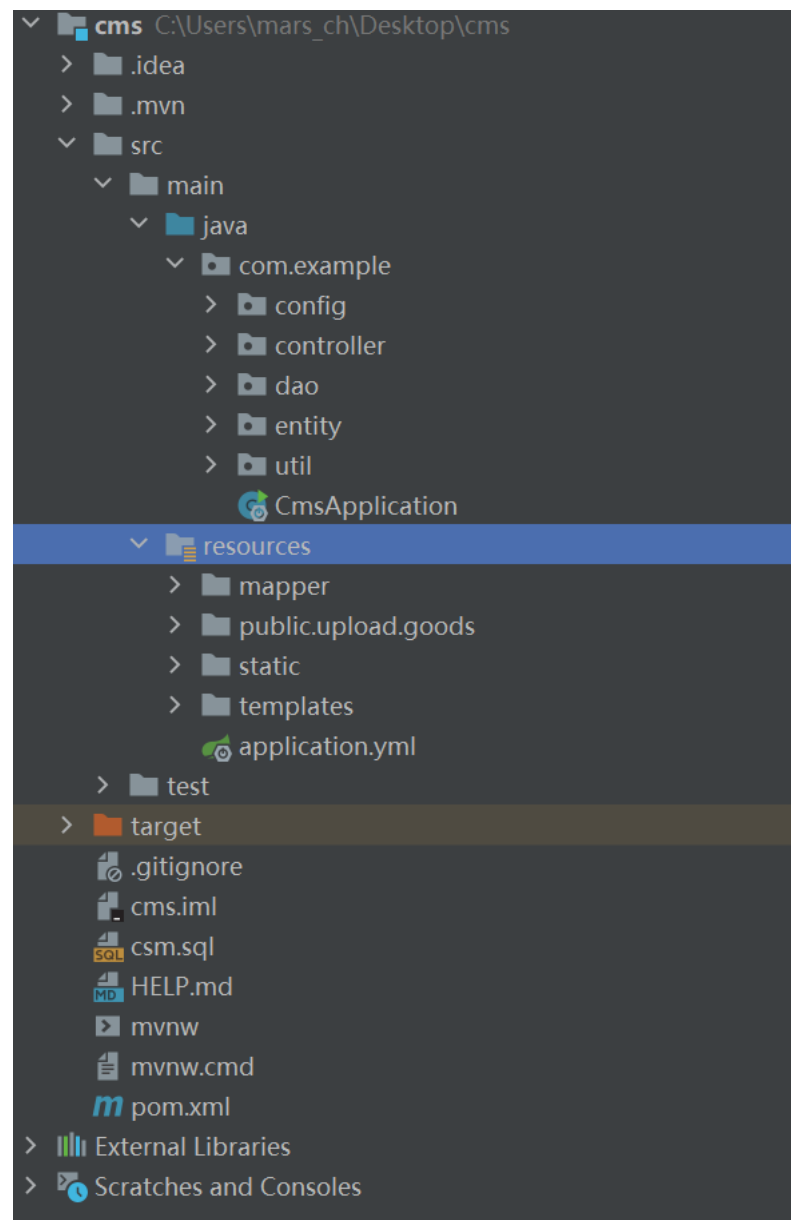 cms C:\Users\mars_ch\Desktop\cms
.idea
.mvn
src
main
java
com.example
config
controller
dao
entity
util
CmsApplication
resources
mapper
public.upload.goods
static
templates
application.yml
test
target
.gitignore
cms.iml
csm.sql
HELP.md
mvnw
mvnw.cmd
pom.xml
External Libraries
Scratches and Consoles